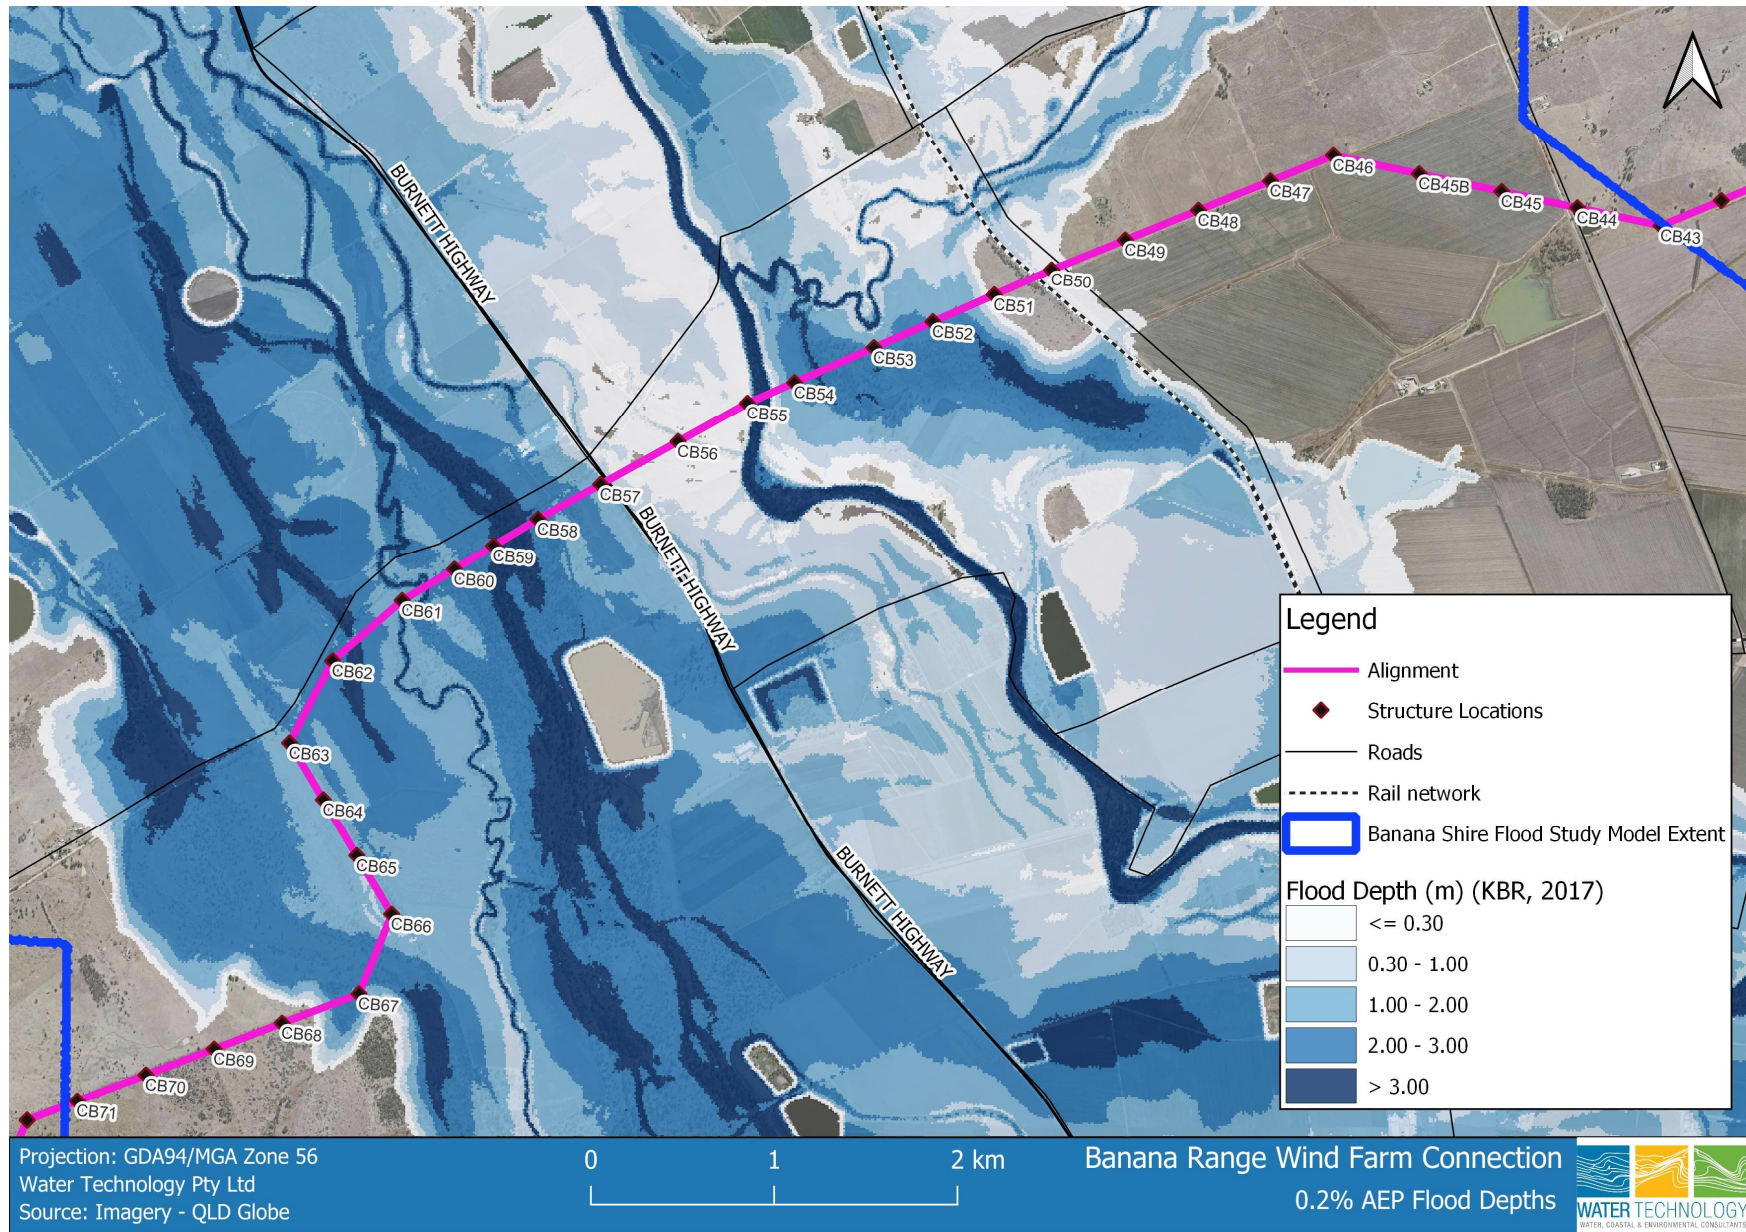 BURNETT HIGHWAY
CB46
CB47
CB45B
CB45
CB48
CB44
CB43
CB49
CB50
CB51
CB52
CB53
CB54
CB55
CB56
CB57
BURNETT HIGHWAY
CB58
CB59
CB60
CB61
CB62
CB63
CB64
CB65
CB66
CB67
CB68
CB69
CB70
CB71
BURNETT HIGHWAY
Legend
Alignment
Structure Locations
Roads
Rail network
Banana Shire Flood Study Model Extent
Flood Depth (m) (KBR, 2017)
<= 0.30
0.30 - 1.00
1.00 - 2.00
2.00 - 3.00
> 3.00
Projection: GDA94/MGA Zone 56
Water Technology Pty Ltd
Source: Imagery - QLD Globe
0 1 2 km
Banana Range Wind Farm Connection
0.2% AEP Flood Depths
WATER TECHNOLOGY
WATER, COASTAL & ENVIRONMENTAL CONSULTANTS